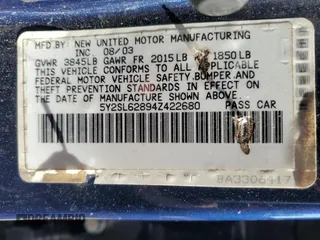 MFD. BY: NEW UNITED MOTOR MANUFACTURING
INC. 08/03
GVWR 3845LB GAWR FR 2015LB 1850LB
THIS VEHICLE CONFORMS TO ALL APPLICABLE
FEDERAL MOTOR VEHICLE SAFETY, BUMPER, AND
THEFT PREVENTION STANDARDS IN EFFECT ON
THE DATE OF MANUFACTURE SHOWN ABOVE.
5Y2SL62894Z422680 PASS CAR